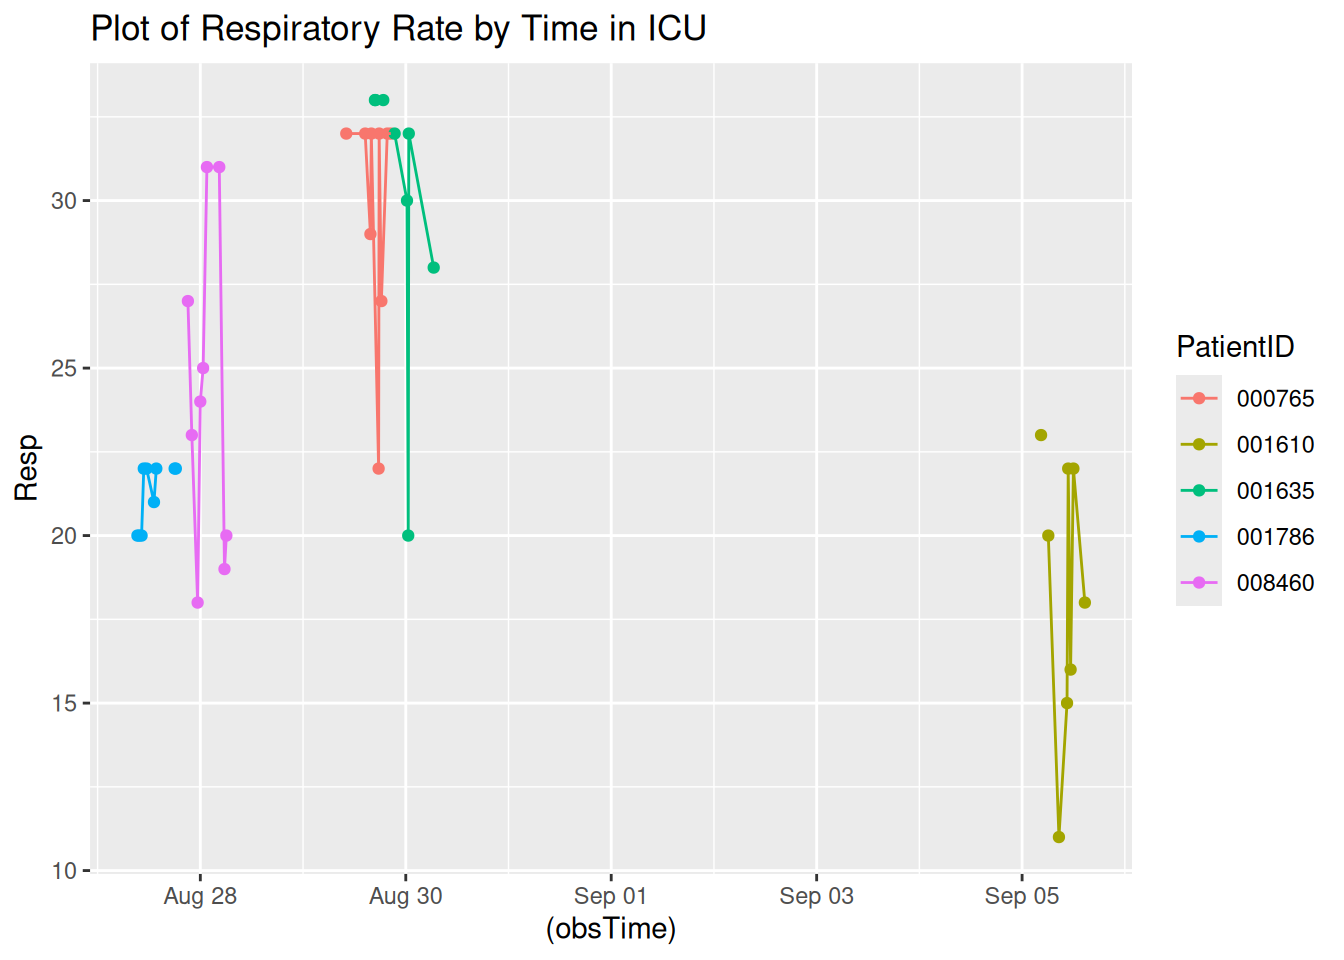 Plot of Respiratory Rate by Time in ICU
30
25
20
15
10
Resp
Aug 28
Aug 30
Sep 01
Sep 03
Sep 05
(obsTime)
PatientID
000765
001610
001635
001786
008460